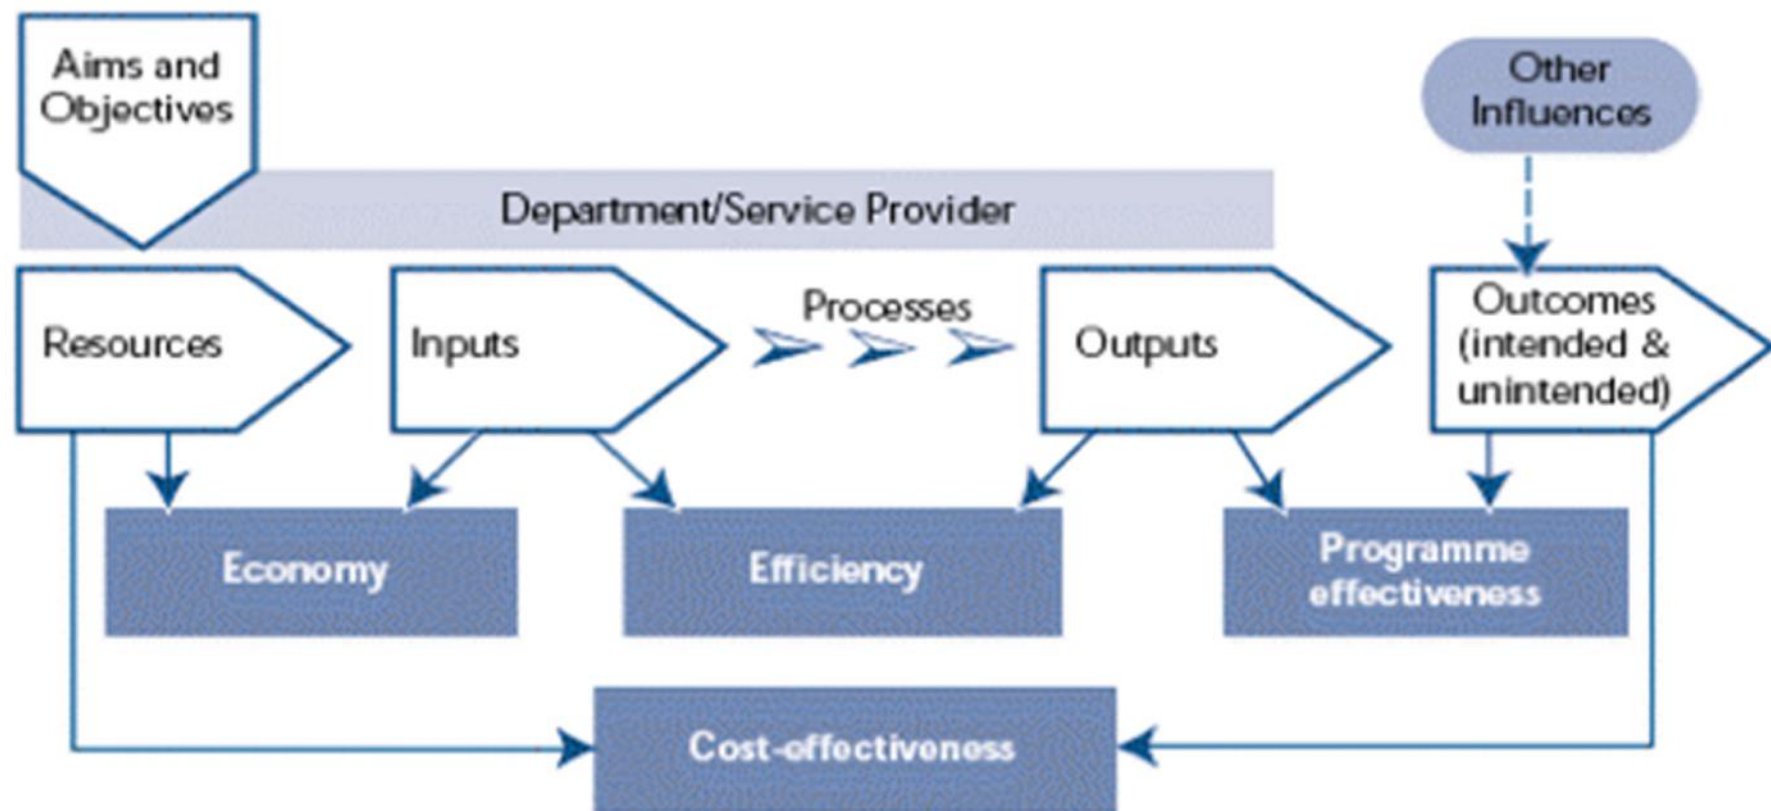 Aims and
Objectives
Other
Influences
Department/Service Provider
Resources
Inputs
Processes
Outputs
Outcomes
(intended &
unintended)
Economy
Efficiency
Programme
effectiveness
Cost-effectiveness